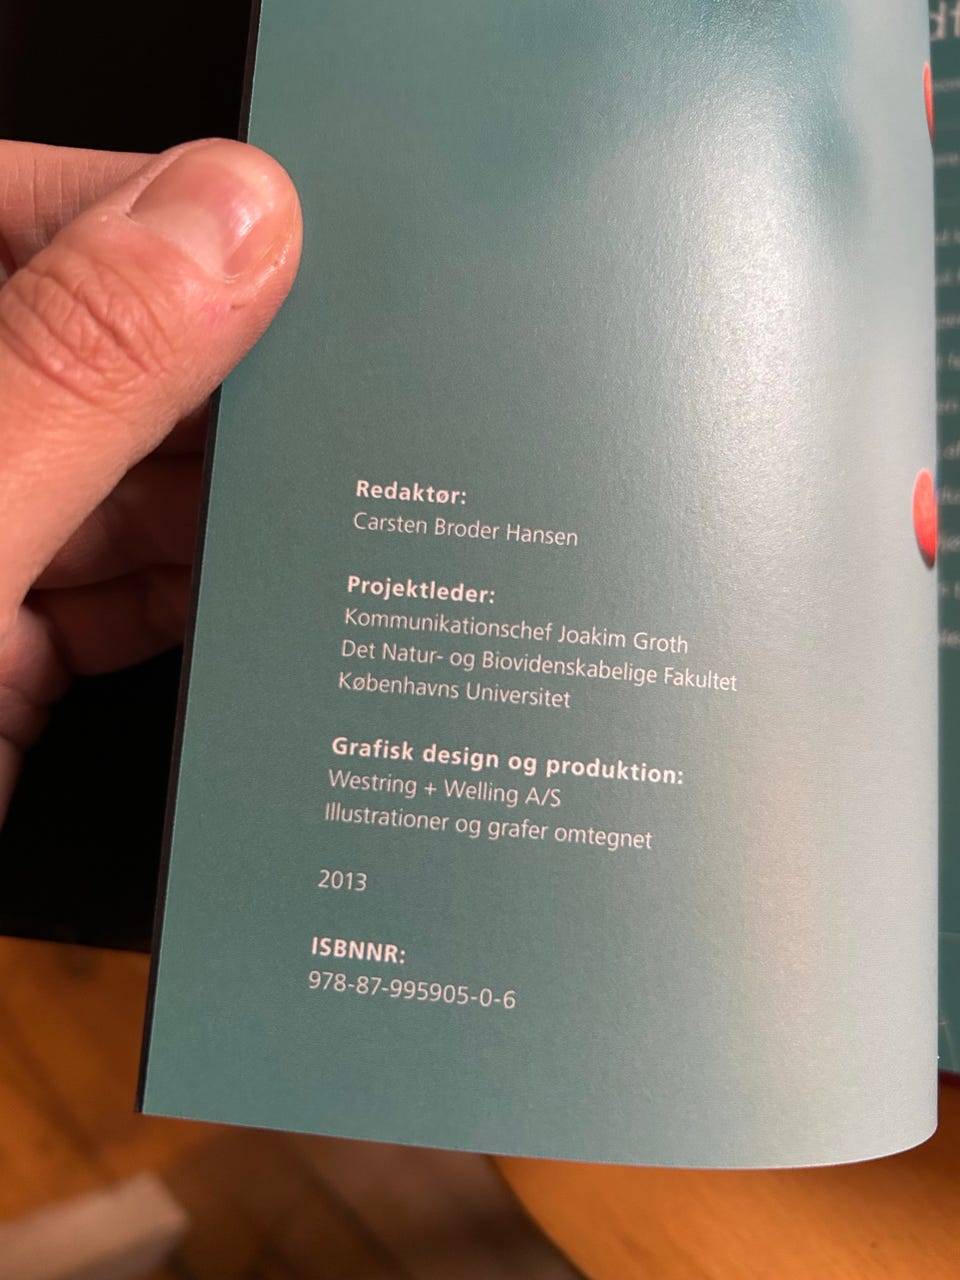 Redaktør:
Carsten Broder Hansen
Projektleder:
Kommunikationschef Joakim Groth
Det Natur- og Biovidenskabelige Fakultet
Københavns Universitet
Grafisk design og produktion:
Westring + Welling A/S
Illustrationer og grafer omtegnet
2013
ISBNNR:
978-87-995905-0-6